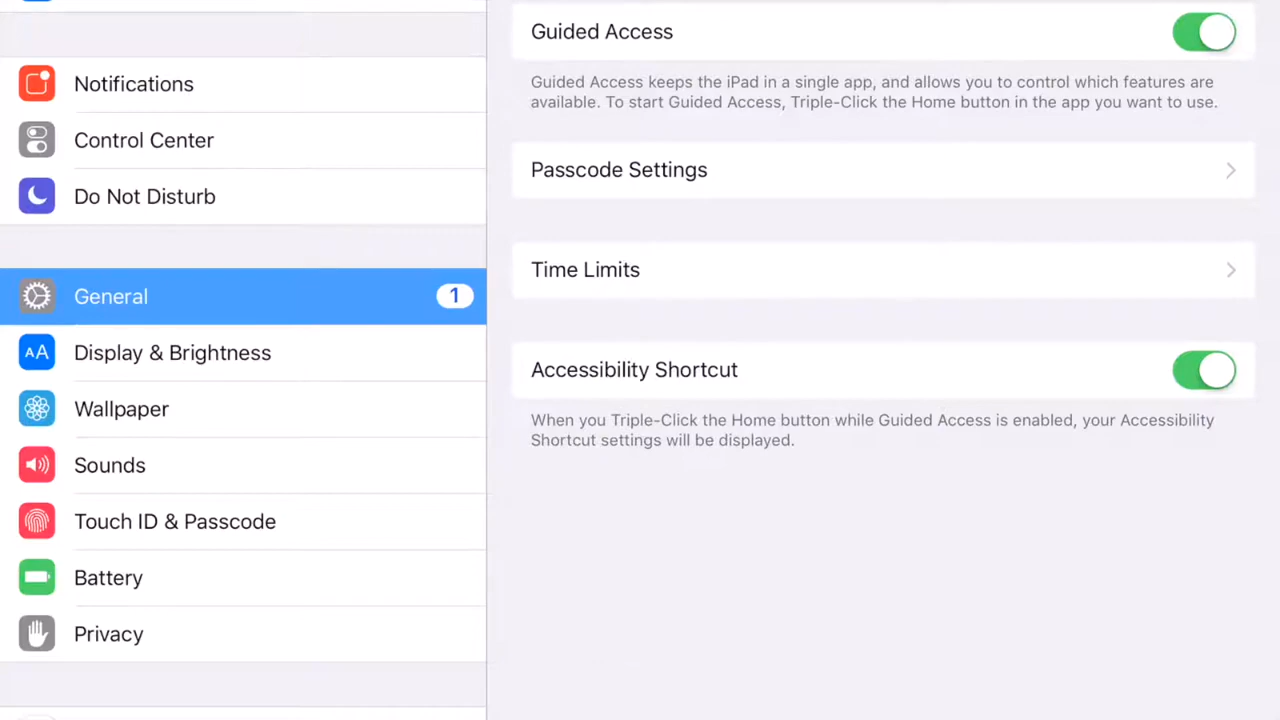 Notifications
Control Center
Do Not Disturb
General
1
AA
Display & Brightness
Wallpaper
Sounds
Touch ID & Passcode
Battery
Privacy
Guided Access
Guided Access keeps the iPad in a single app, and allows you to control which features are
available. To start Guided Access, Triple-Click the Home button in the app you want to use.
Passcode Settings
Time Limits
Accessibility Shortcut
When you Triple-Click the Home button while Guided Access is enabled, your Accessibility
Shortcut settings will be displayed.